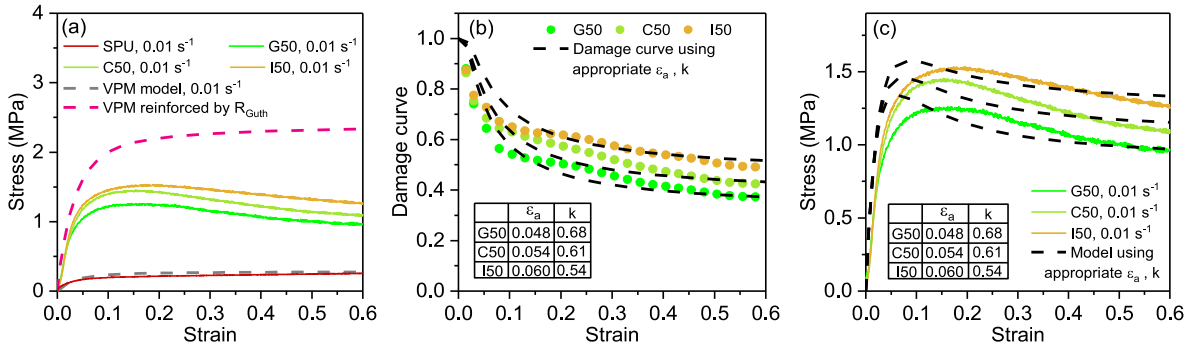 (a)
SPU, 0.01 s⁻¹ G50, 0.01 s⁻¹
C50, 0.01 s⁻¹ I50, 0.01 s⁻¹
VPM model, 0.01 s⁻¹
VPM reinforced by R_Guth
Stress (MPa)
4
3
2
1
0
0.0 0.1 0.2 0.3 0.4 0.5 0.6
Strain
(b)
G50 C50 I50
Damage curve using
appropriate εₐ , k
Damage curve
1.0
0.8
0.6
0.4
0.2
0.0
εₐ k
G50 0.048 0.68
C50 0.054 0.61
I50 0.060 0.54
0.0 0.1 0.2 0.3 0.4 0.5 0.6
Strain
(c)
Stress (MPa)
1.5
1.0
0.5
0.0
G50, 0.01 s⁻¹
C50, 0.01 s⁻¹
I50, 0.01 s⁻¹
Model using
appropriate εₐ , k
εₐ k
G50 0.048 0.68
C50 0.054 0.61
I50 0.060 0.54
0.0 0.1 0.2 0.3 0.4 0.5 0.6
Strain